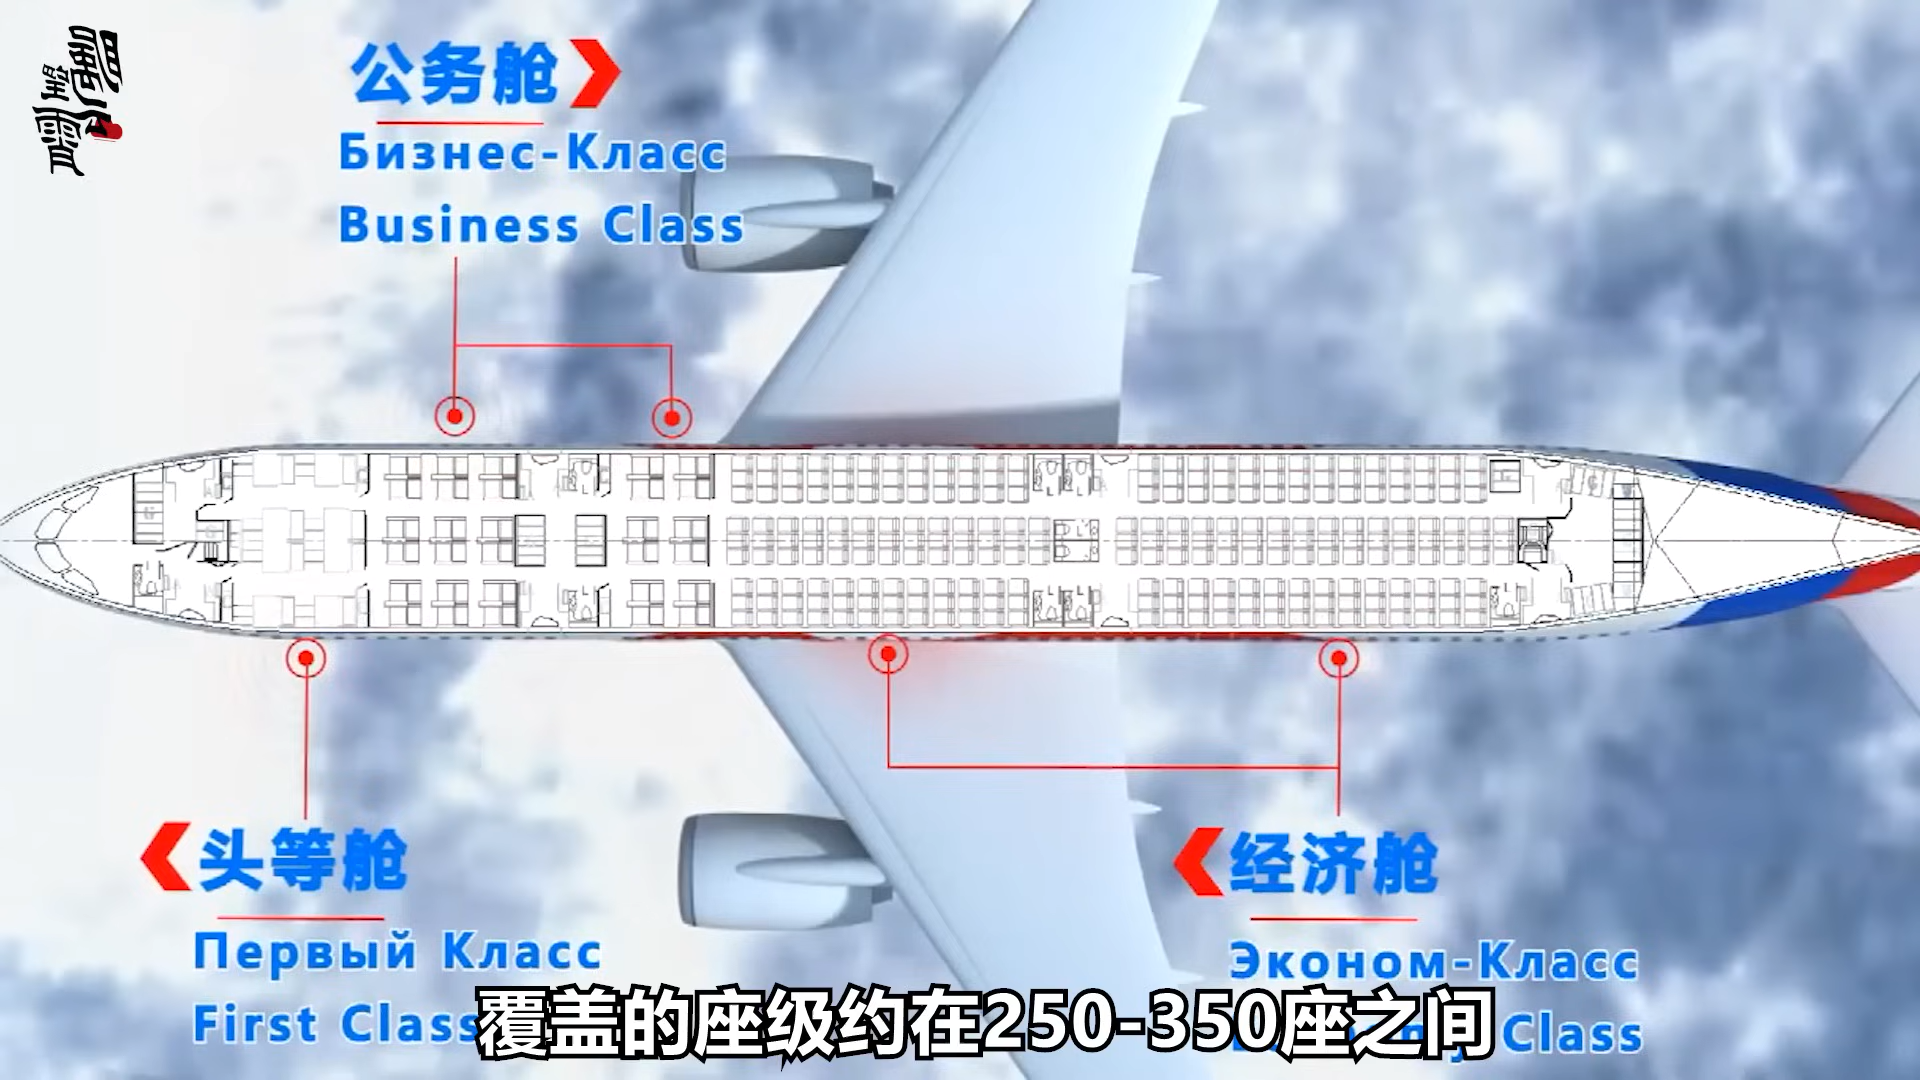 公务舱
Бизнес-Класс
Business Class
头等舱
Первый Класс
First Class
经济舱
Эконом-Класс
Class
覆盖的座级约在250-350座之间